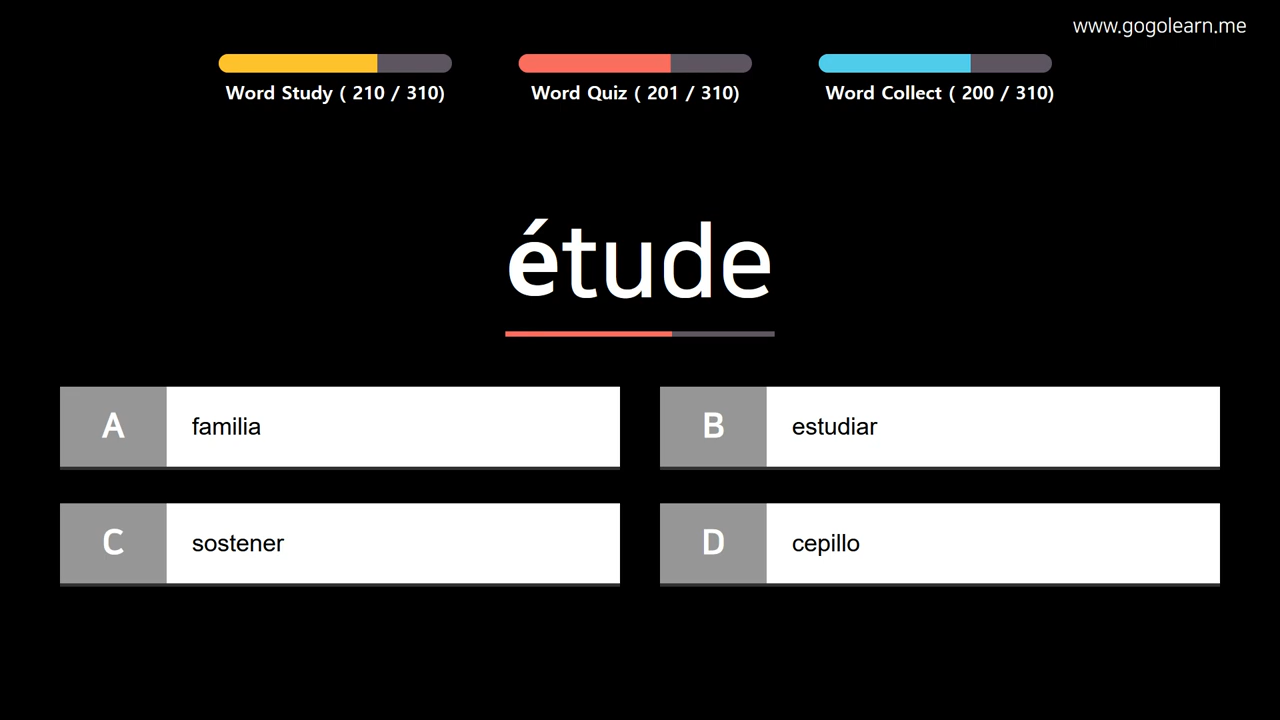 www.gogolearn.me
Word Study ( 210 / 310)
Word Quiz ( 201 / 310)
Word Collect ( 200 / 310)
étude
A familia
B estudiar
C sostener
D cepillo